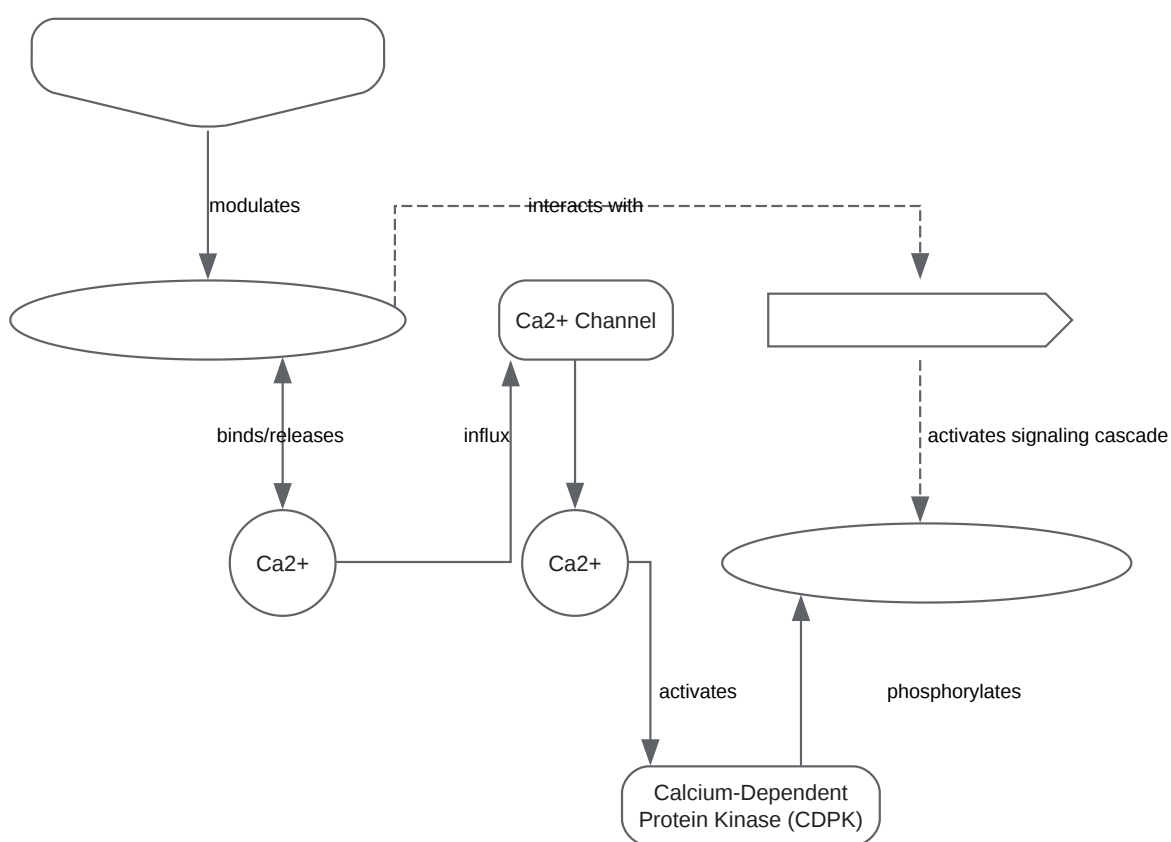 modulates
interacts with
Ca2+ Channel
binds/releases
influx
activates signaling cascade
Ca2+
Ca2+
activates
phosphorylates
Calcium-Dependent
Protein Kinase (CDPK)